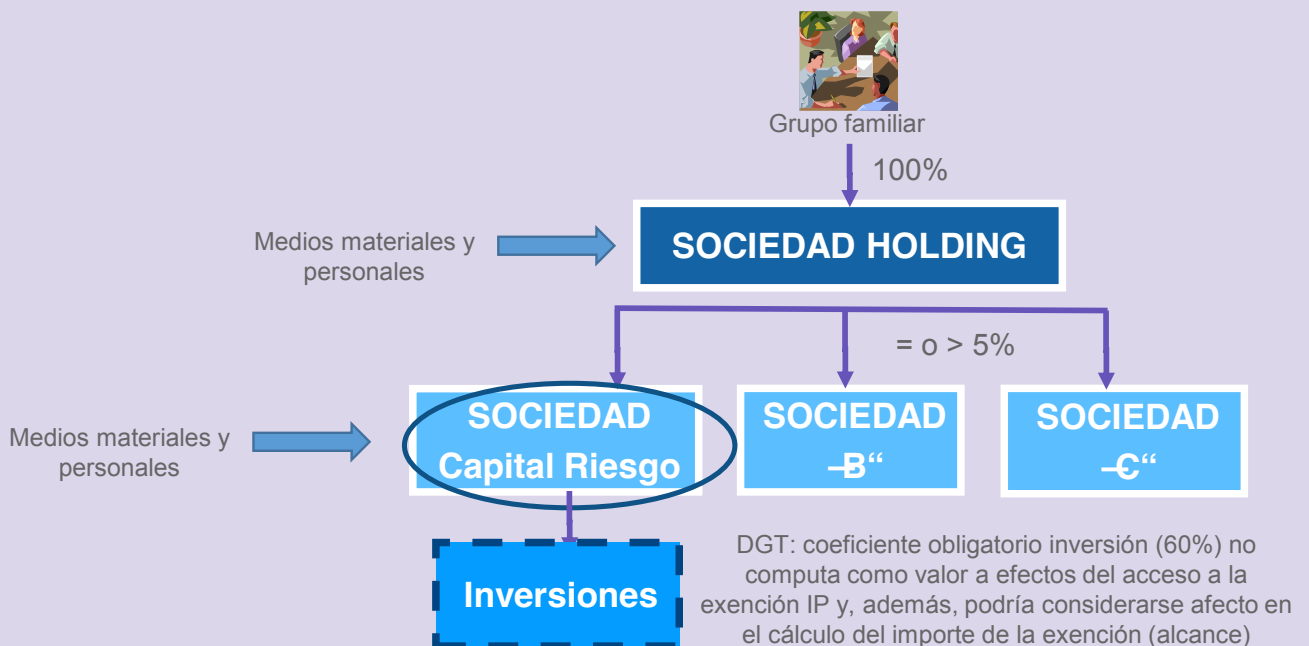 Grupo familiar
100%
Medios materiales y
personales
SOCIEDAD HOLDING
= o > 5%
Medios materiales y
personales
SOCIEDAD
Capital Riesgo
SOCIEDAD
–B“
SOCIEDAD
–C“
Inversiones
DGT: coeficiente obligatorio inversión (60%) no
computa como valor a efectos del acceso a la
exención IP y, además, podría considerarse afecto en
el cálculo del importe de la exención (alcance)